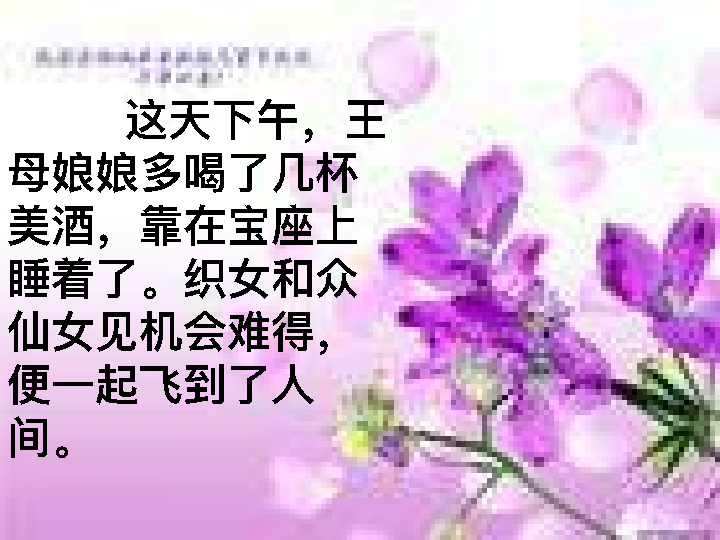 这天下午，王
母娘娘多喝了几杯
美酒，靠在宝座上
睡着了。织女和众
仙女见机会难得，
便一起飞到了人
间。